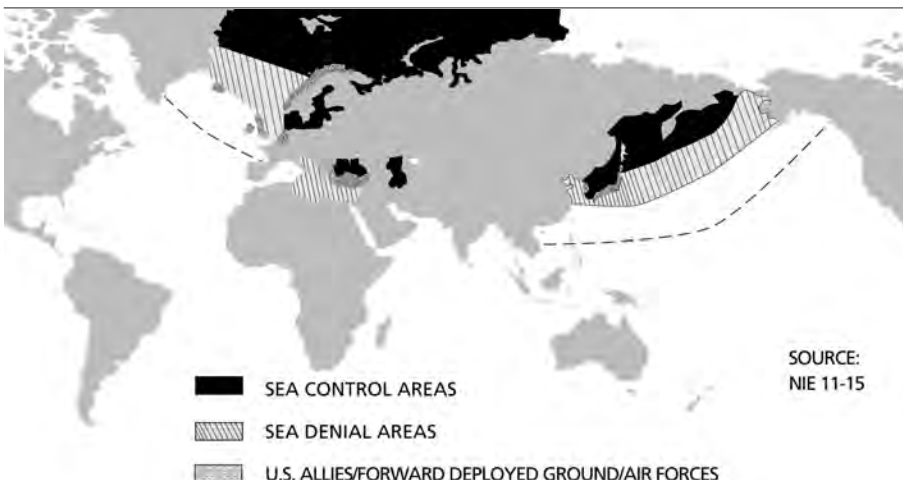 SOURCE:
NIE 11-15
SEA CONTROL AREAS
SEA DENIAL AREAS
U.S. ALLIES/FORWARD DEPLOYED GROUND/AIR FORCES